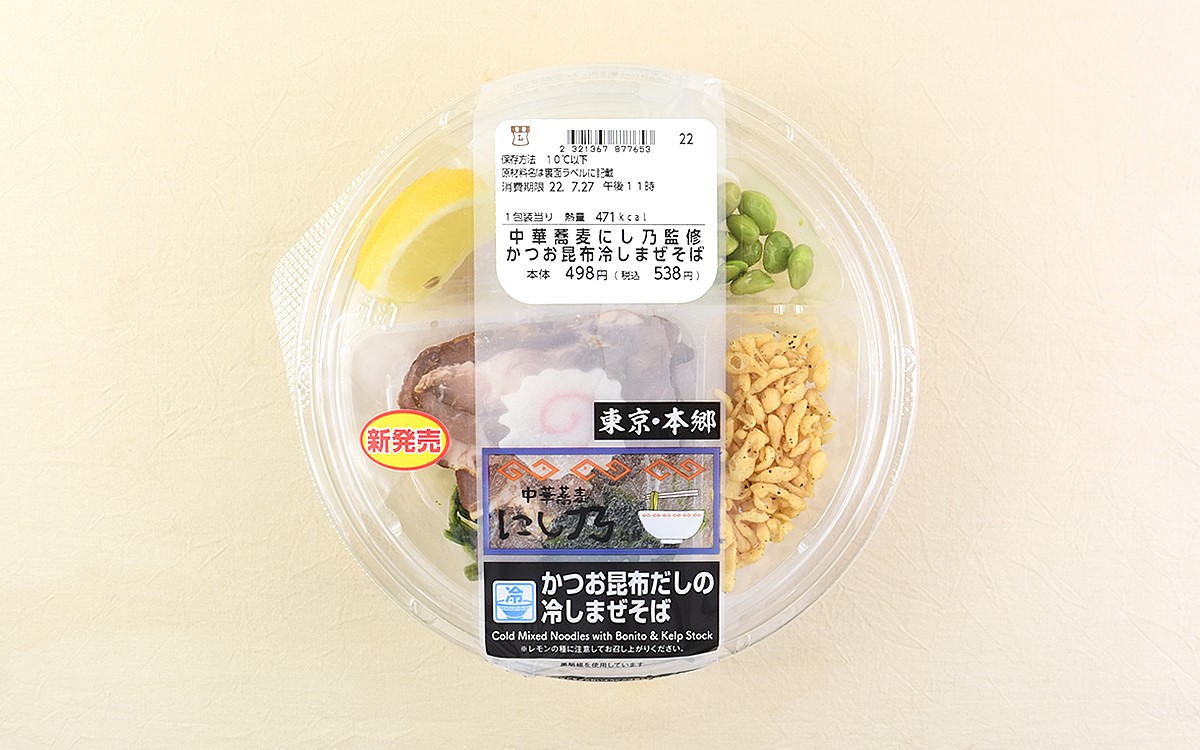 22
2 321367 877653
保存方法 10℃以下
原材料名は裏面ラベルに記載
消費期限 22. 7.27 午後11時
1包装当り 熱量 471kcal
中華蕎麦にし乃監修
かつお昆布冷しまぜそば
本体 498円(税込 538円)
東京・本郷
新発売
中華蕎麦
にし乃
冷
かつお昆布だしの
冷しまぜそば
Cold Mixed Noodles with Bonito & Kelp Stock
※レモンの種に注意してお召し上がりください。